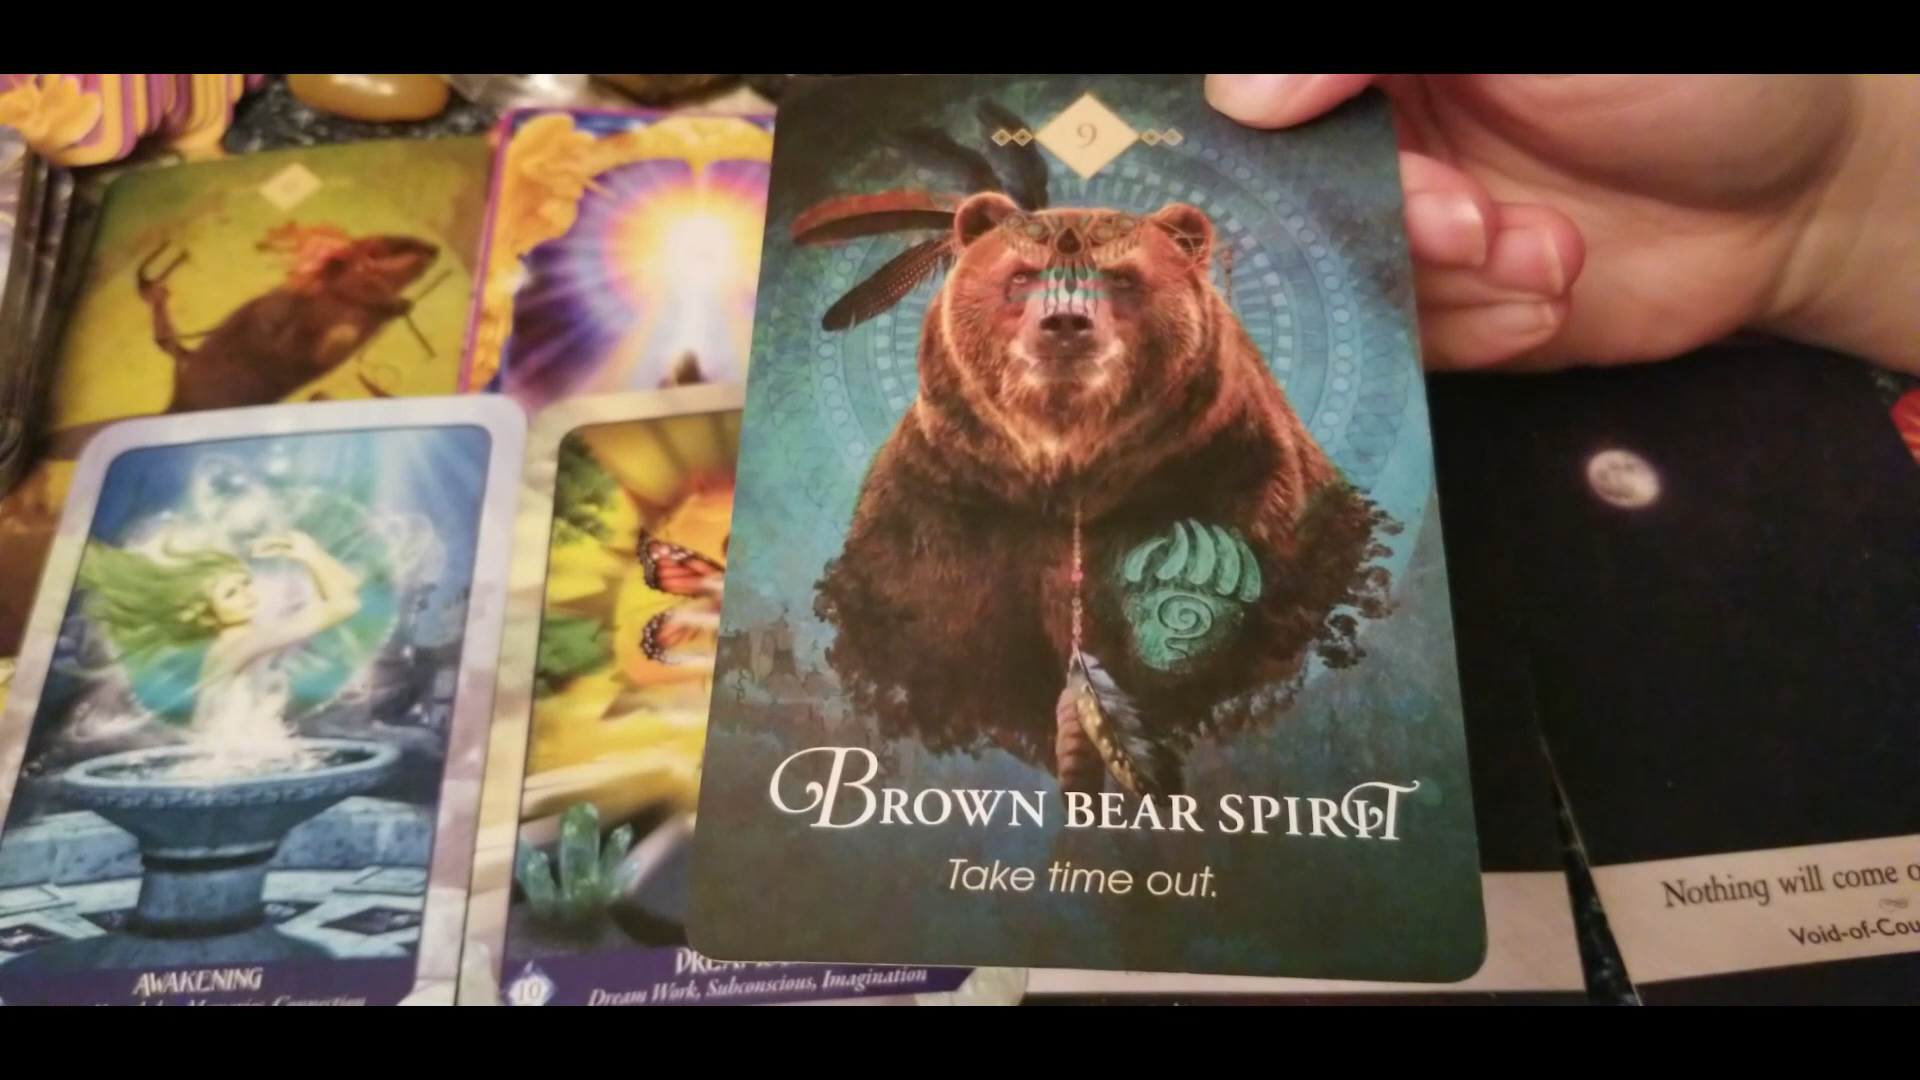 9
BROWN BEAR SPIRIT
Take time out.
Nothing will come o
Void-of-Cou
AWAKENING
10
Dream Work, Subconscious, Imagination